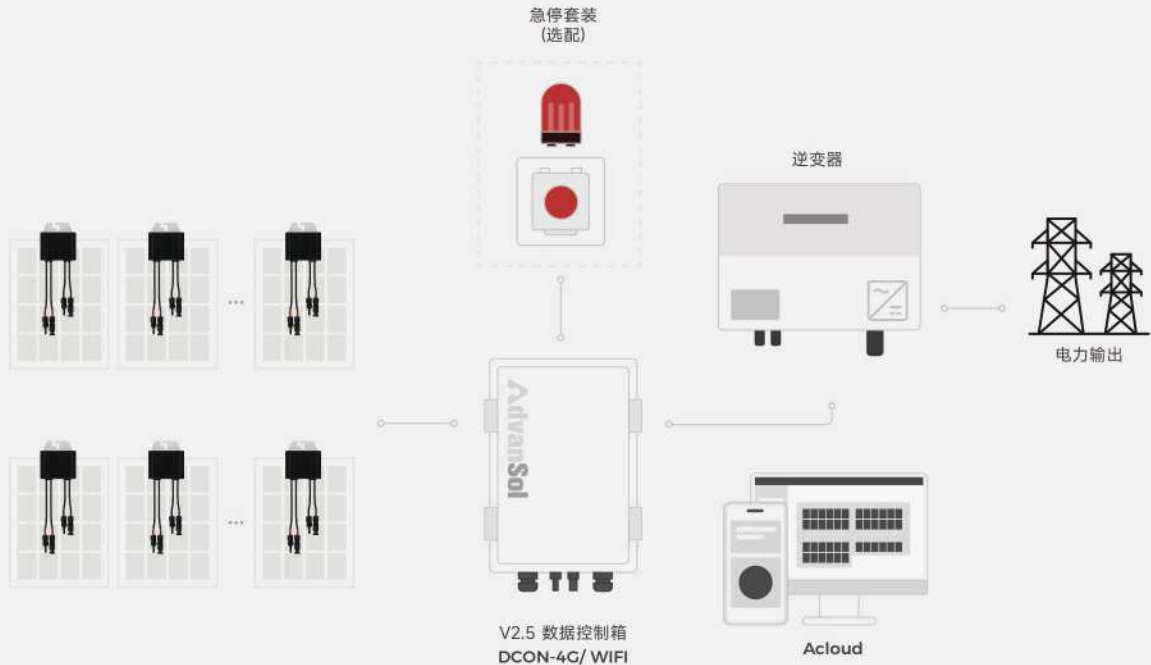 急停套装
(选配)
逆变器
...
电力输出
AdvanSol
...
V2.5 数据控制箱
DCON-4G/ WIFI
Acloud